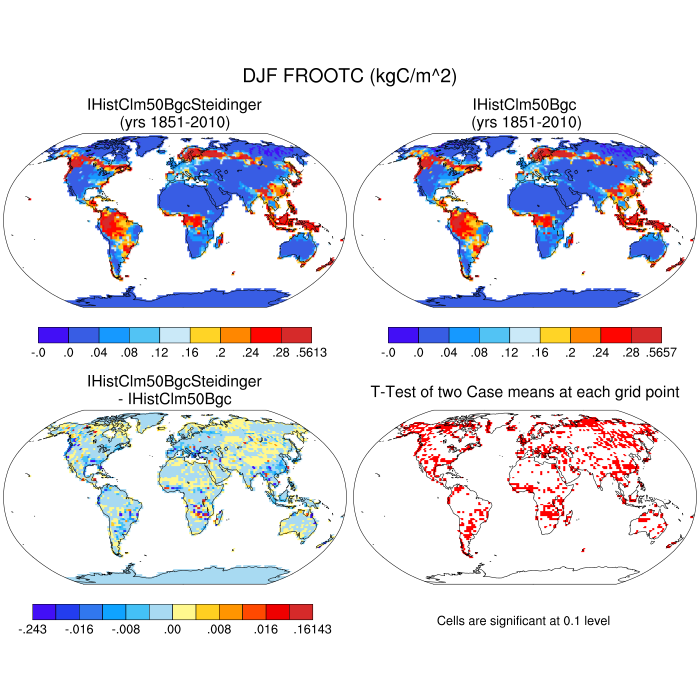 DJF FROOTC (kgC/m^2)
IHistClm50BgcSteidinger
(yrs 1851-2010)
IHistClm50Bgc
(yrs 1851-2010)
-.0 .0 .04 .08 .12 .16 .2 .24 .28 .5613
-.0 .0 .04 .08 .12 .16 .2 .24 .28 .5657
IHistClm50BgcSteidinger
- IHistClm50Bgc
T-Test of two Case means at each grid point
-.243 -.016 -.008 .00 .008 .016 .16143
Cells are significant at 0.1 level